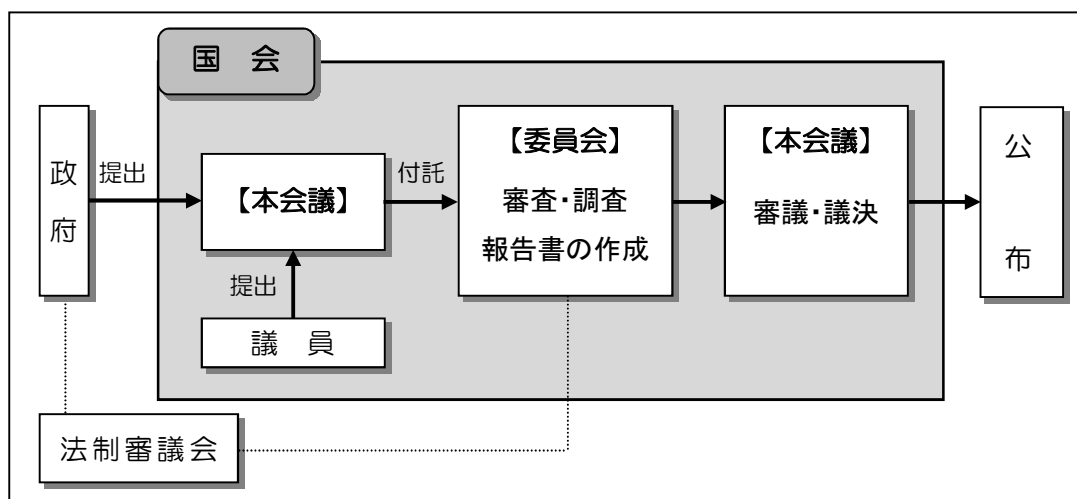 国 会
政府
提出
【本会議】
付託
提出
議 員
【委員会】
審査・調査
報告書の作成
【本会議】
審議・議決
公布
法制審議会